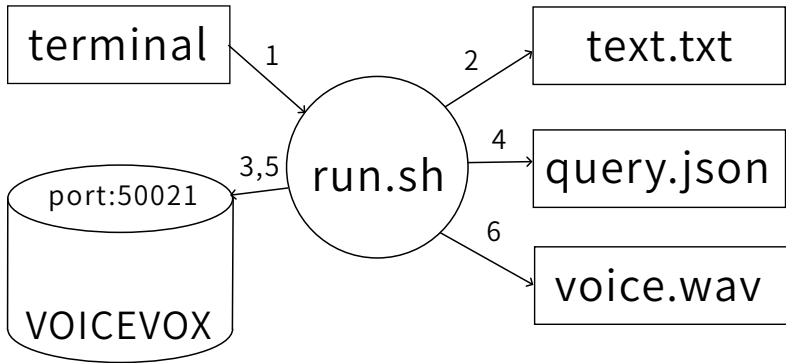 terminal
1
2
text.txt
3,5
run.sh
4
query.json
port:50021
6
voice.wav
VOICEVOX